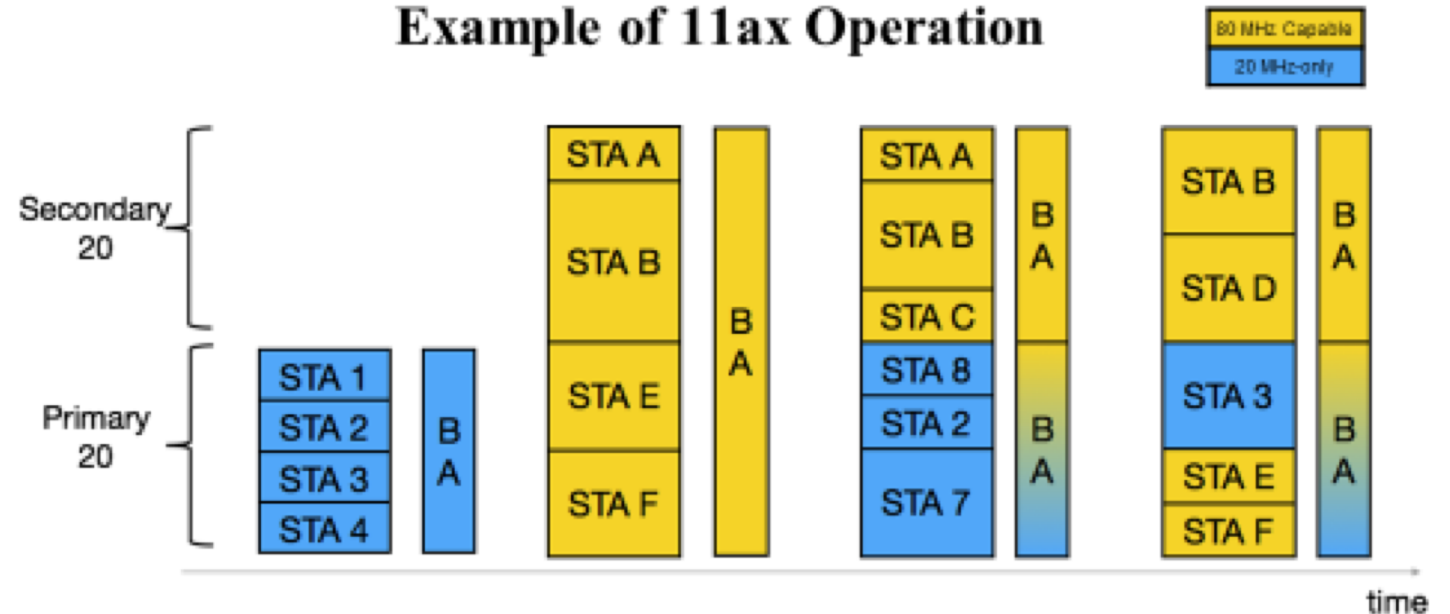 Example of 11ax Operation
80 MHz Capable
20 MHz-only
Secondary
20
Primary
20
STA 1
STA 2
STA 3
STA 4
B
A
STA A
STA B
STA E
STA F
B
A
STA A
STA B
STA C
STA 8
STA 2
STA 7
B
A
B
A
STA B
STA D
STA 3
STA E
STA F
B
A
B
A
time